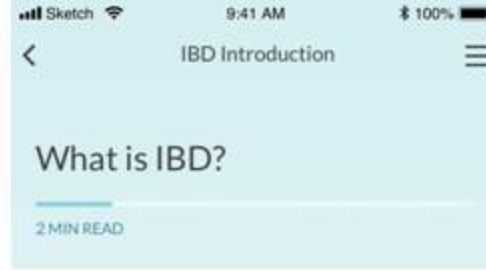 Sketch 9:41 AM 100%
IBD Introduction
What is IBD?
2 MIN READ